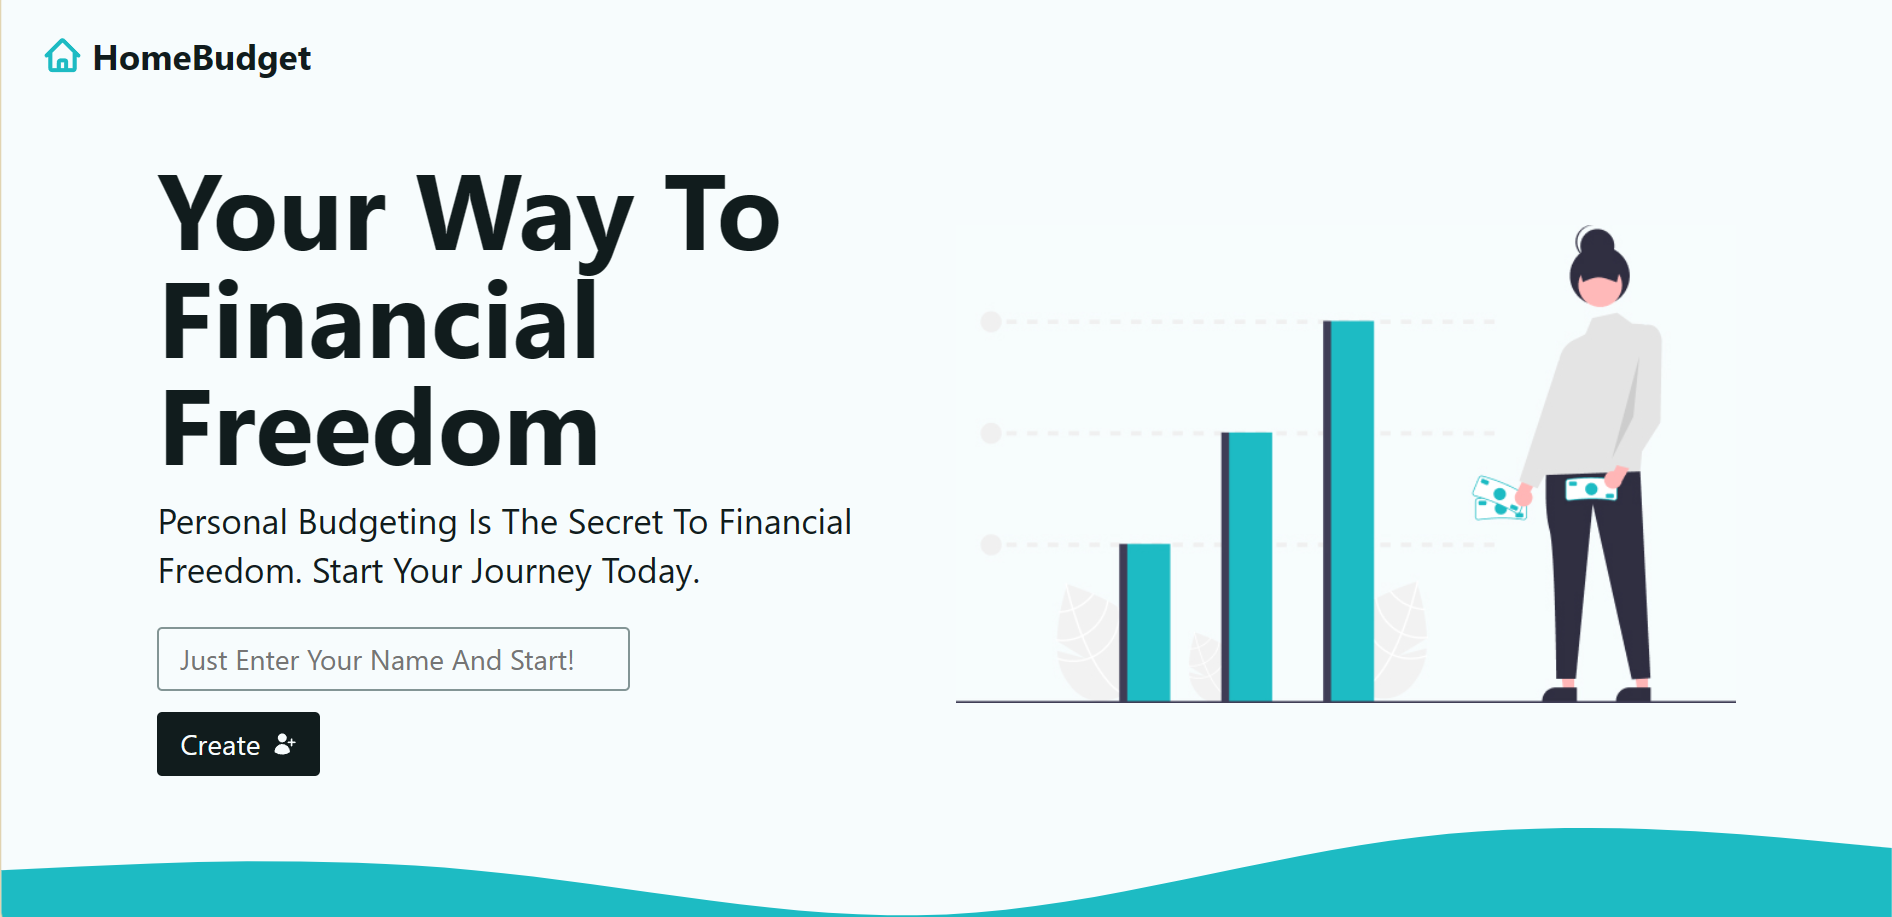 HomeBudget
Your Way To
Financial
Freedom
Personal Budgeting Is The Secret To Financial
Freedom. Start Your Journey Today.
Just Enter Your Name And Start!
Create